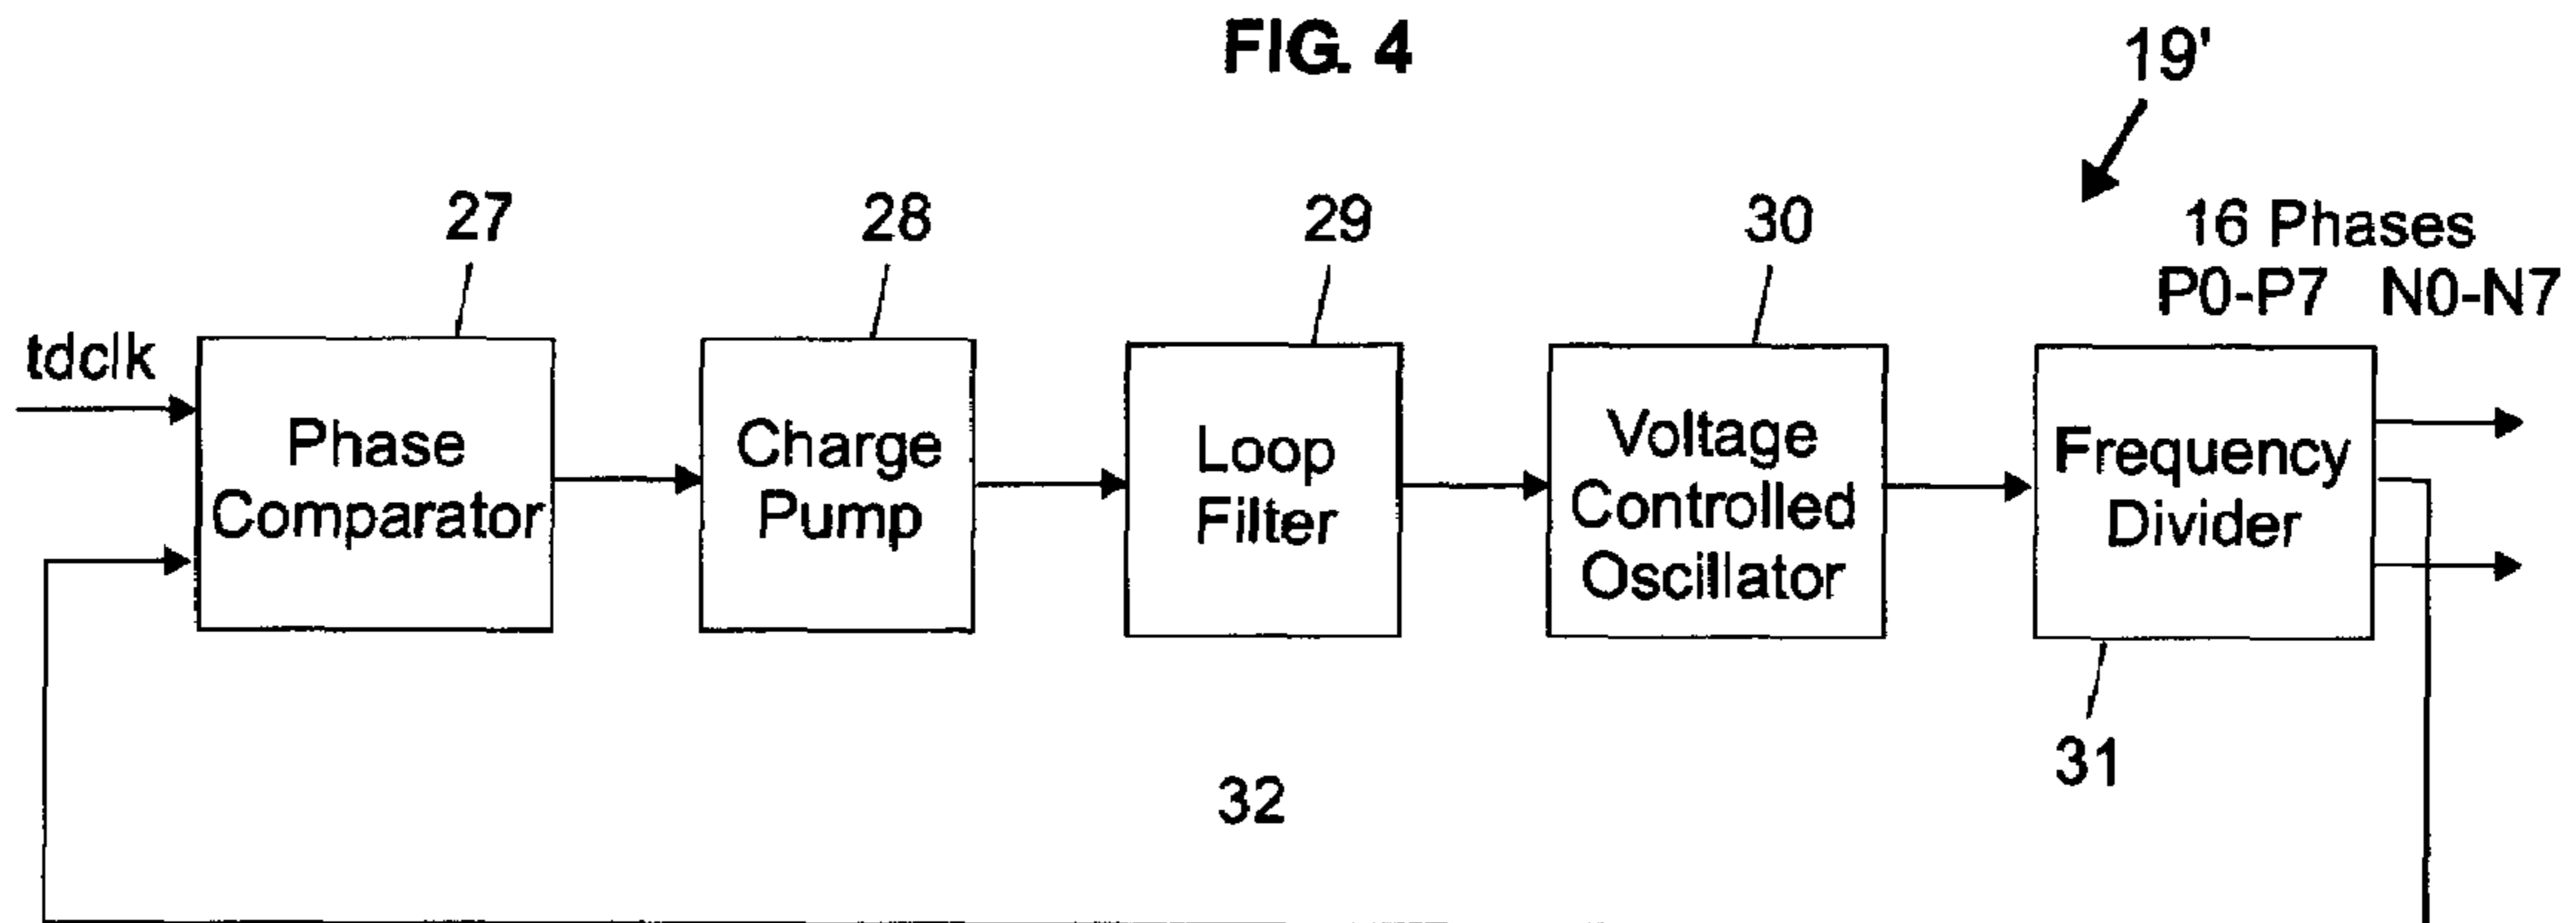 FIG. 4
19'
27
28
29
30
16 Phases
P0-P7 N0-N7
tdclk
Phase
Comparator
Charge
Pump
Loop
Filter
Voltage
Controlled
Oscillator
Frequency
Divider
31
32